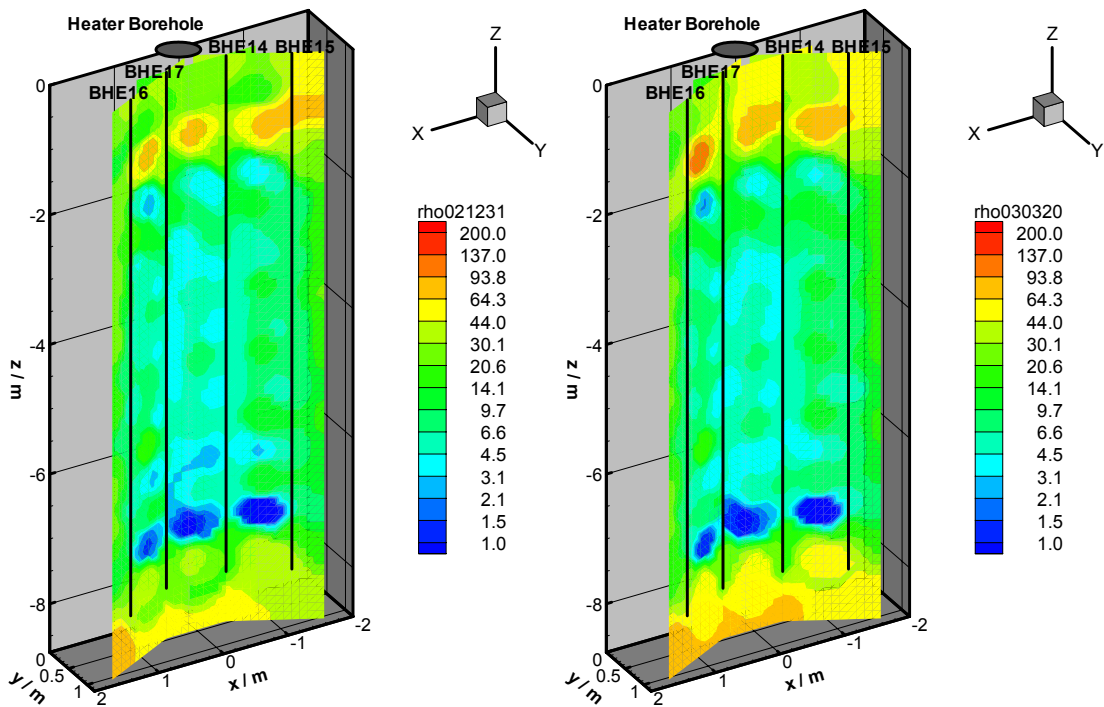 Heater Borehole
BHE14 BHE15
BHE17
BHE16
0
-2
-4
-6
-8
z / m
0
0.5
1
y / m
2
1
0
-1
-2
x / m
Z
X
Y
rho021231
200.0
137.0
93.8
64.3
44.0
30.1
20.6
14.1
9.7
6.6
4.5
3.1
2.1
1.5
1.0
Heater Borehole
BHE14 BHE15
BHE17
BHE16
0
-2
-4
-6
-8
z / m
0
0.5
1
y / m
2
1
0
-1
-2
x / m
Z
X
Y
rho030320
200.0
137.0
93.8
64.3
44.0
30.1
20.6
14.1
9.7
6.6
4.5
3.1
2.1
1.5
1.0